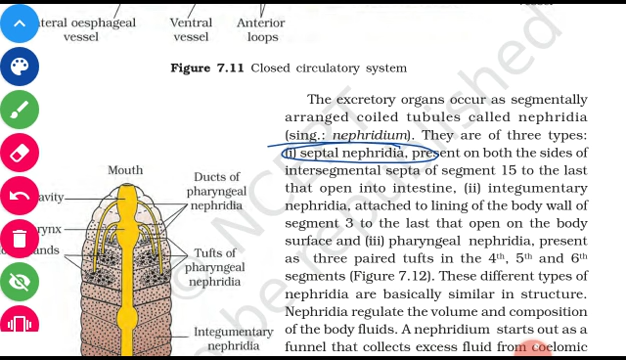 ateral oesphageal
vessel
Ventral
vessel
Anterior
loops
Figure 7.11 Closed circulatory system
The excretory organs occur as segmentally
arranged coiled tubules called nephridia
(sing.: nephridium). They are of three types:
(i) septal nephridia, present on both the sides of
intersegmental septa of segment 15 to the last
that open into intestine, (ii) integumentary
nephridia, attached to lining of the body wall of
segment 3 to the last that open on the body
surface and (iii) pharyngeal nephridia, present
as three paired tufts in the 4th, 5th and 6th
segments (Figure 7.12). These different types of
nephridia are basically similar in structure.
Nephridia regulate the volume and composition
of the body fluids. A nephridium starts out as a
funnel that collects excess fluid from coelomic
Mouth
avity
rynx
ands
Ducts of
pharyngeal
nephridia
Tufts of
pharyngeal
nephridia
Integumentary
nephridia
© NCERT
be republished